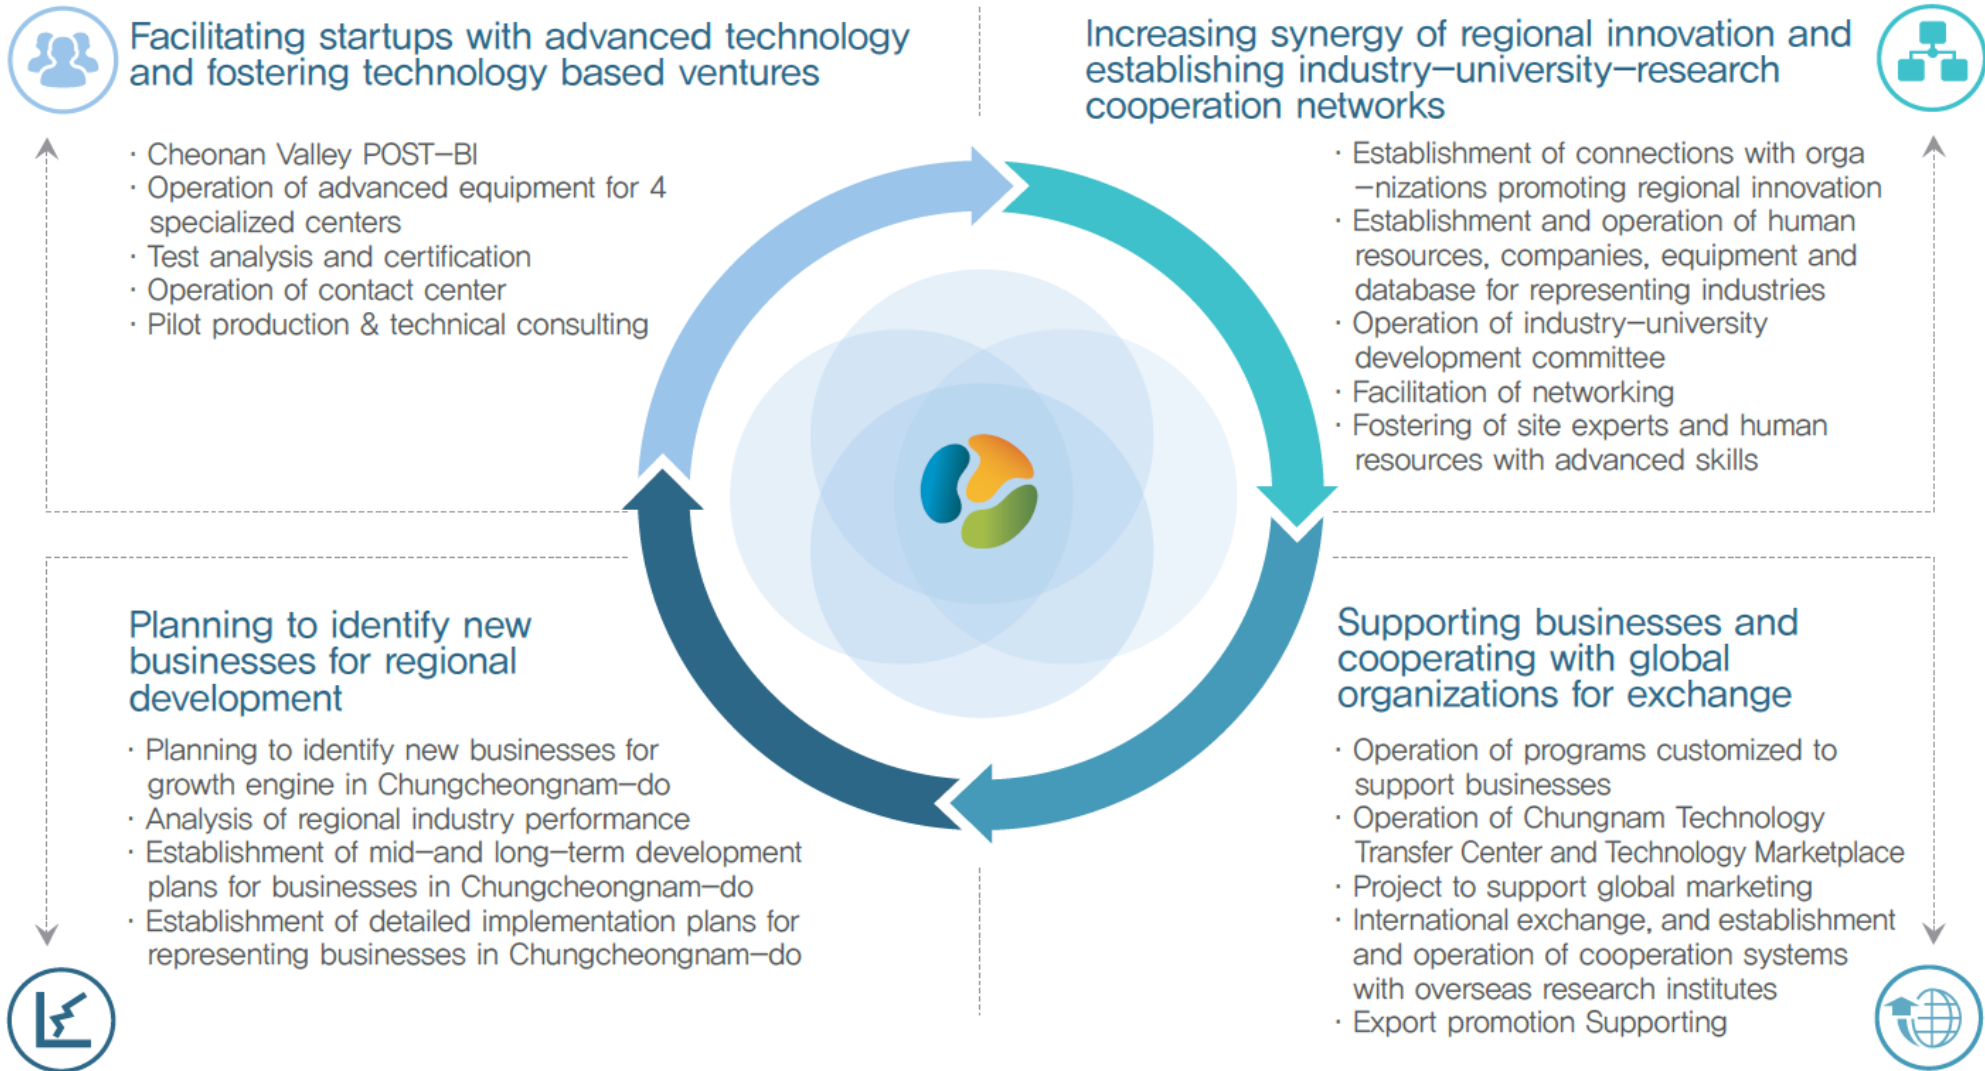 Facilitating startups with advanced technology
and fostering technology based ventures
· Cheonan Valley POST–BI
· Operation of advanced equipment for 4
specialized centers
· Test analysis and certification
· Operation of contact center
· Pilot production & technical consulting
Increasing synergy of regional innovation and
establishing industry–university–research
cooperation networks
· Establishment of connections with orga
–nizations promoting regional innovation
· Establishment and operation of human
resources, companies, equipment and
database for representing industries
· Operation of industry–university
development committee
· Facilitation of networking
· Fostering of site experts and human
resources with advanced skills
Planning to identify new
businesses for regional
development
· Planning to identify new businesses for
growth engine in Chungcheongnam–do
· Analysis of regional industry performance
· Establishment of mid–and long–term development
plans for businesses in Chungcheongnam–do
· Establishment of detailed implementation plans for
representing businesses in Chungcheongnam–do
Supporting businesses and
cooperating with global
organizations for exchange
· Operation of programs customized to
support businesses
· Operation of Chungnam Technology
Transfer Center and Technology Marketplace
· Project to support global marketing
· International exchange, and establishment
and operation of cooperation systems
with overseas research institutes
· Export promotion Supporting